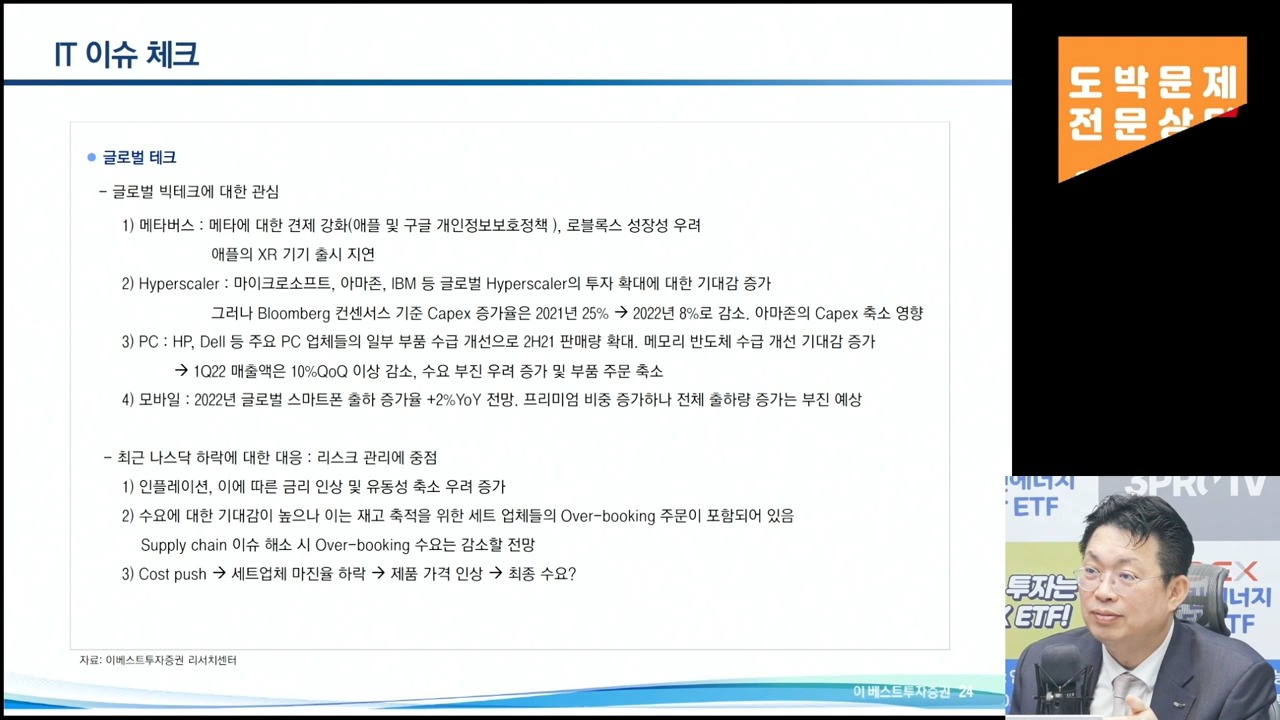 IT 이슈 체크
글로벌 테크
- 글로벌 빅테크에 대한 관심
1) 메타버스 : 메타에 대한 견제 강화(애플 및 구글 개인정보보호정책 ), 로블록스 성장성 우려
애플의 XR 기기 출시 지연
2) Hyperscaler : 마이크로소프트, 아마존, IBM 등 글로벌 Hyperscaler의 투자 확대에 대한 기대감 증가
그러나 Bloomberg 컨센서스 기준 Capex 증가율은 2021년 25% → 2022년 8%로 감소. 아마존의 Capex 축소 영향
3) PC : HP, Dell 등 주요 PC 업체들의 일부 부품 수급 개선으로 2H21 판매량 확대. 메모리 반도체 수급 개선 기대감 증가
→ 1Q22 매출액은 10%QoQ 이상 감소, 수요 부진 우려 증가 및 부품 주문 축소
4) 모바일 : 2022년 글로벌 스마트폰 출하 증가율 +2%YoY 전망. 프리미엄 비중 증가하나 전체 출하량 증가는 부진 예상
- 최근 나스닥 하락에 대한 대응 : 리스크 관리에 중점
1) 인플레이션, 이에 따른 금리 인상 및 유동성 축소 우려 증가
2) 수요에 대한 기대감이 높으나 이는 재고 축적을 위한 세트 업체들의 Over-booking 주문이 포함되어 있음
Supply chain 이슈 해소 시 Over-booking 수요는 감소할 전망
3) Cost push → 세트업체 마진율 하락 → 제품 가격 인상 → 최종 수요?
자료: 이베스트투자증권 리서치센터
이베스트투자증권 24
도박문제
전문상
3PRO TV
ETF
투자는
ETF!